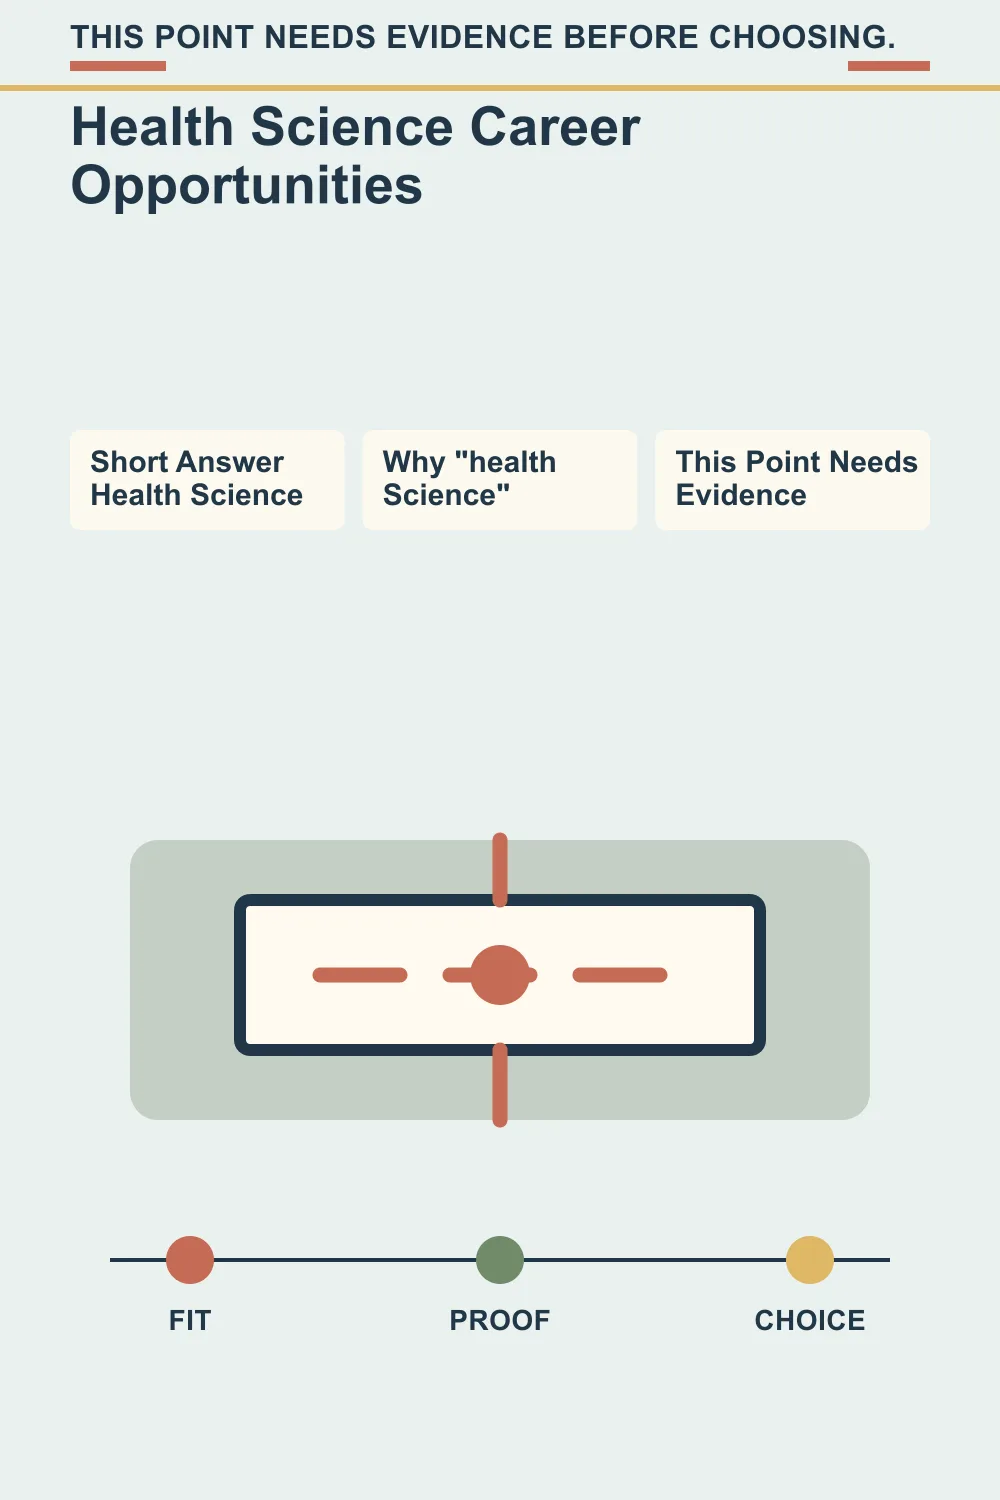 THIS POINT NEEDS EVIDENCE BEFORE CHOOSING.
Health Science Career
Opportunities
Short Answer
Health Science
Why "health
Science"
This Point Needs
Evidence
FIT
PROOF
CHOICE